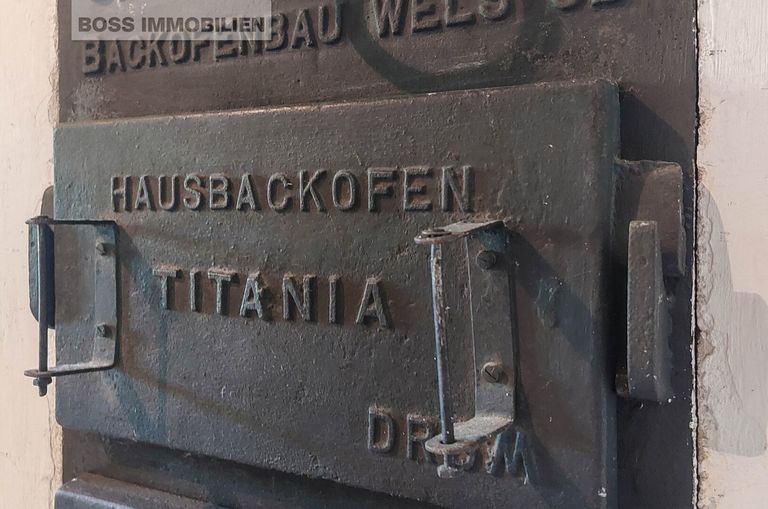 BOSS IMMOBILIEN
BACKOFENBAU WELS
HAUSBACKOFEN
TITANIA